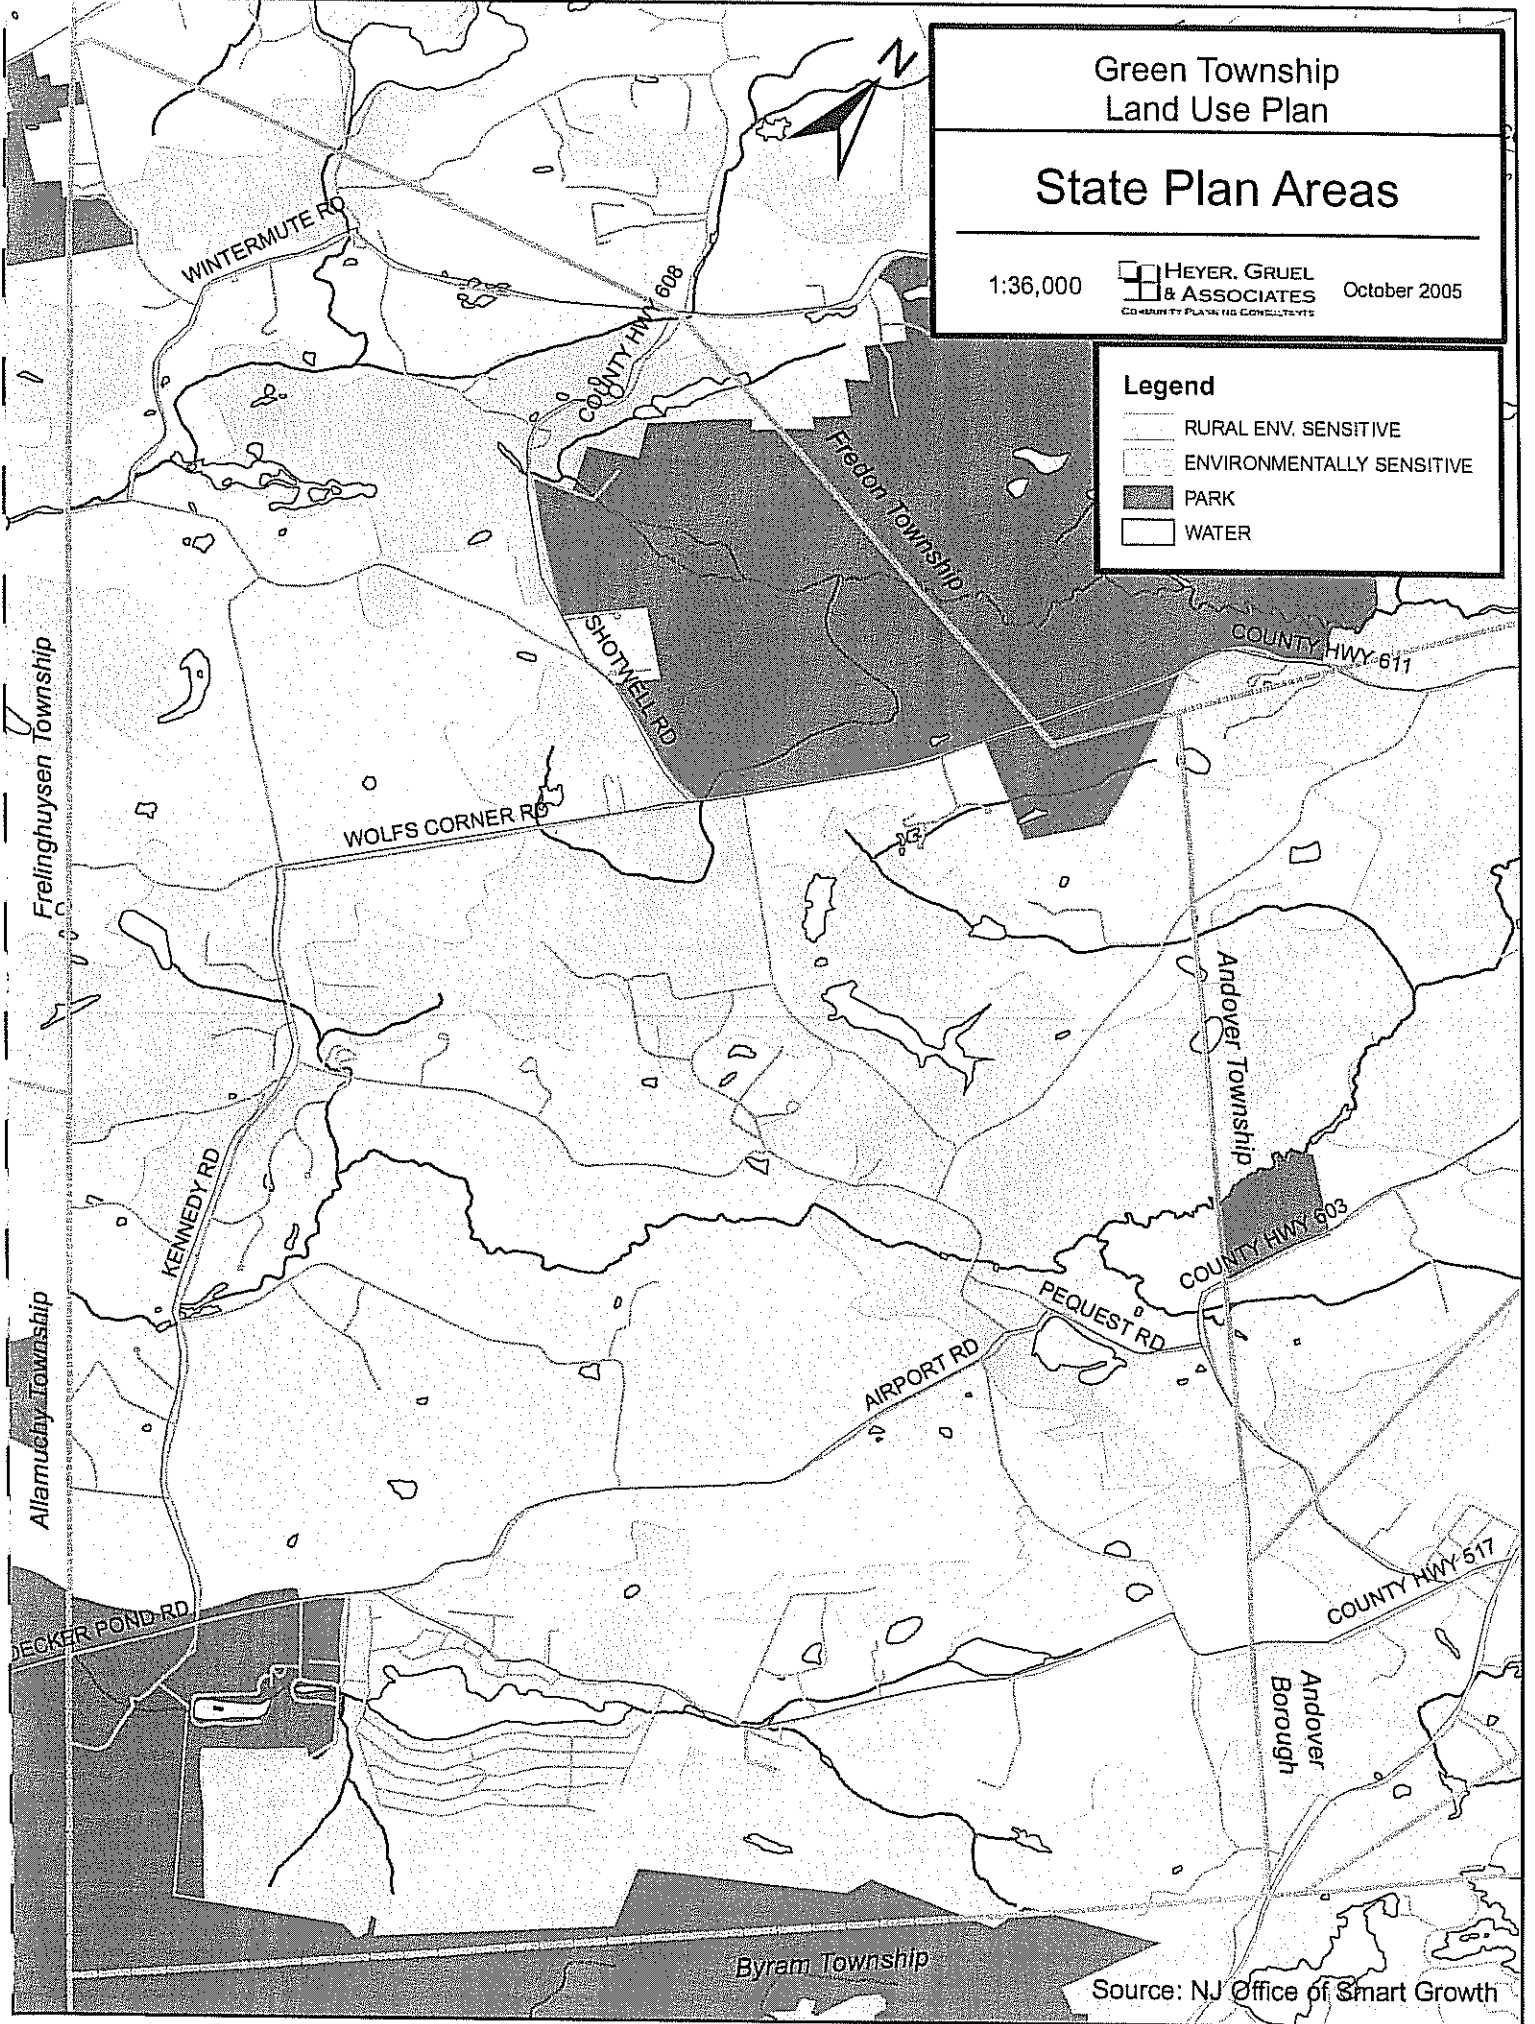 Green Township
Land Use Plan
State Plan Areas
1:36,000
HEYER, GRUEL
& ASSOCIATES
COMMUNITY PLANNING CONSULTANTS
October 2005
Legend
RURAL ENV. SENSITIVE
ENVIRONMENTALLY SENSITIVE
PARK
WATER
N
WINTERMUTE RD
COUNTY HWY 608
Fredon Township
COUNTY HWY 611
SHOTWELL RD
Frelinghuysen Township
WOLFS CORNER RD
Andover Township
KENNEDY RD
COUNTY HWY 603
PEQUEST RD
AIRPORT RD
Allamuchy Township
COUNTY HWY 517
DECKER POND RD
Andover
Borough
Byram Township
Source: NJ Office of Smart Growth